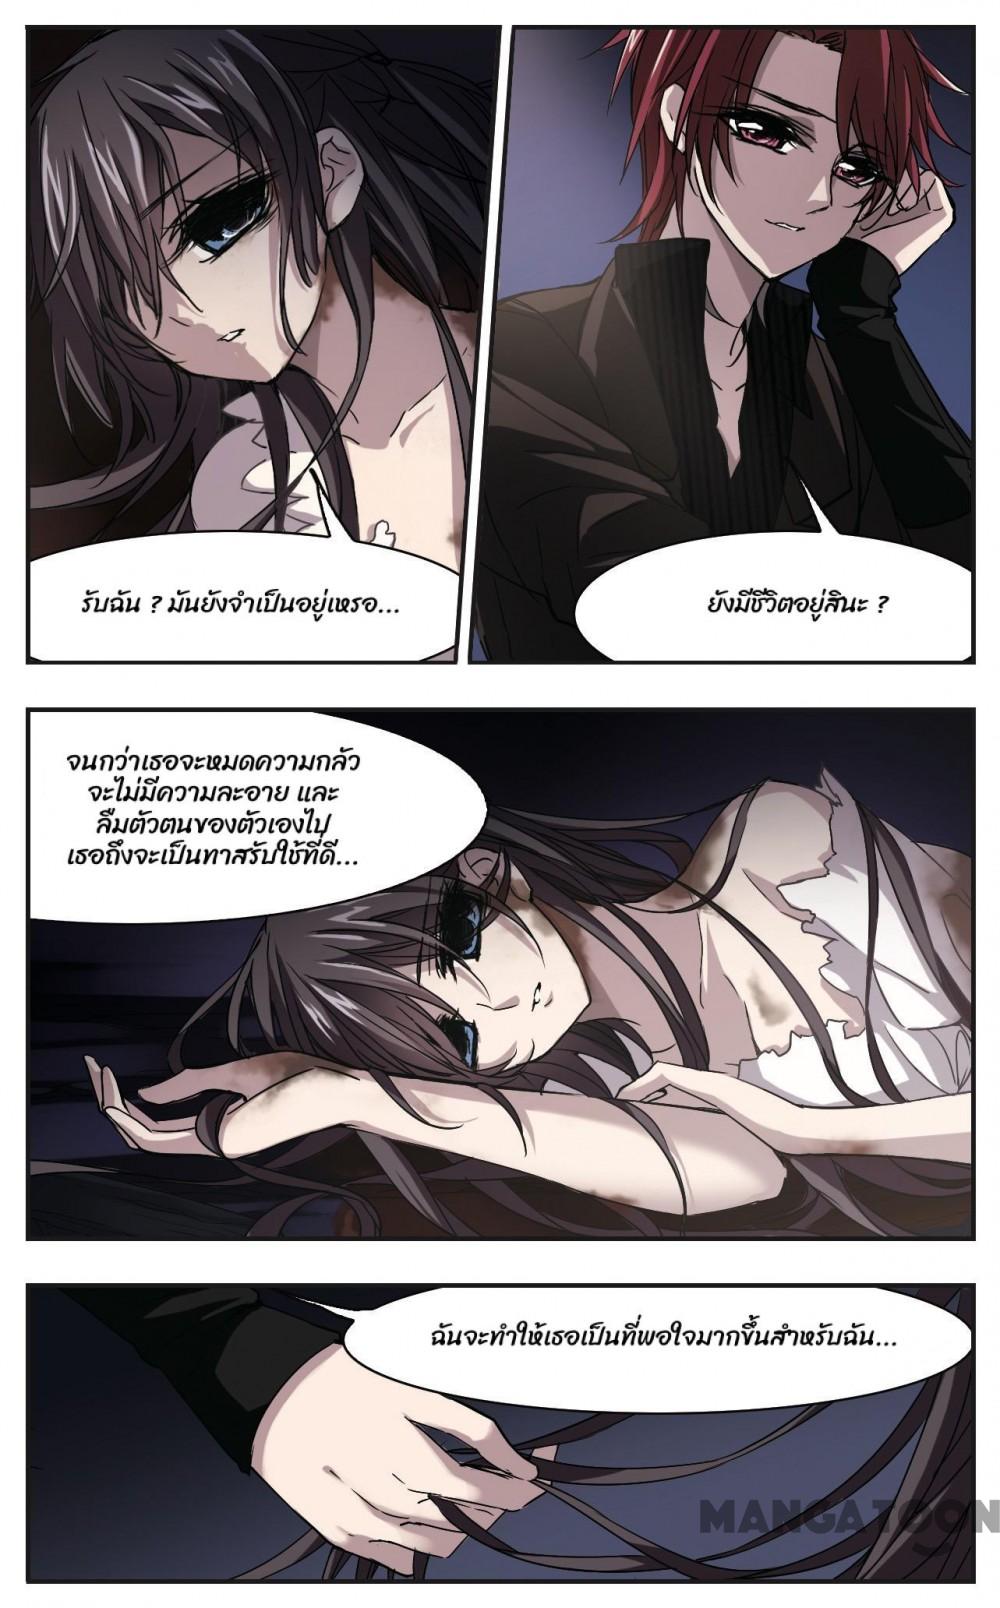 รับฉัน ? มันยังจำเป็นอยู่เหรอ...
ยังมีชีวิตอยู่สินะ ?
จนกว่าเธอจะหมดความกลัว
จะไม่มีความละอาย และ
ลืมตัวตนของตัวเองไป
เธอถึงจะเป็นทาสรับใช้ที่ดี...
ฉันจะทำให้เธอเป็นที่พอใจมากขึ้นสำหรับฉัน...
MANGATOON